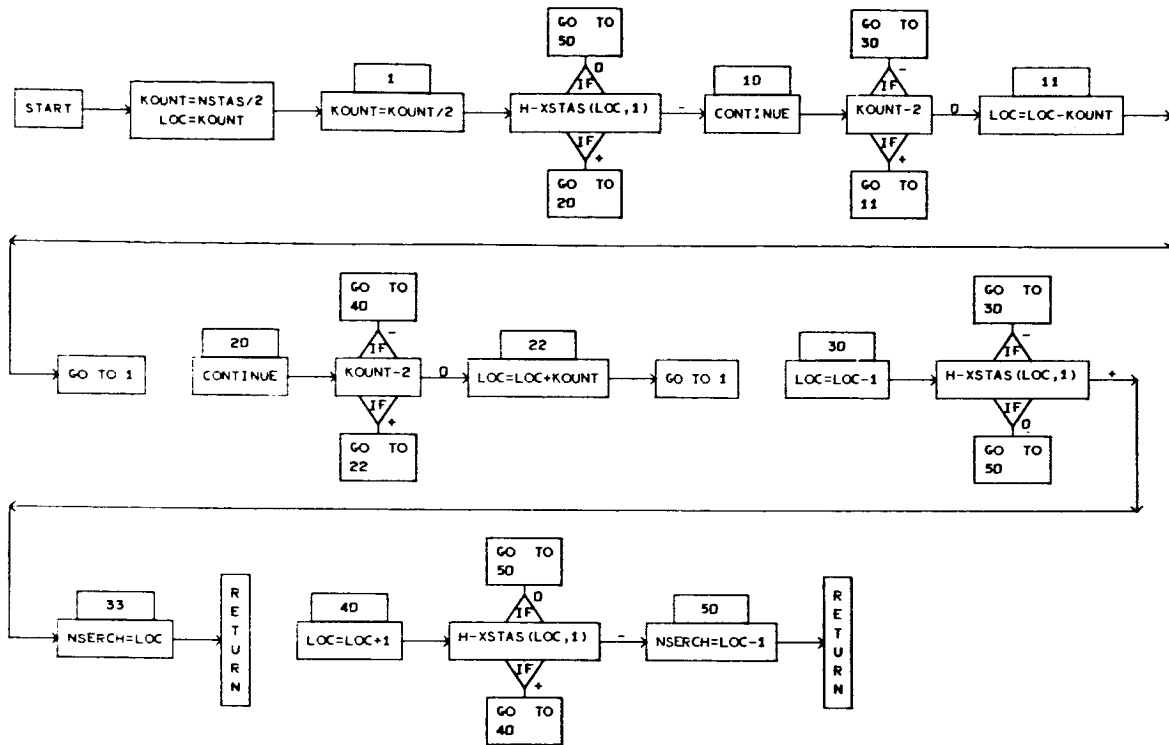 GO TO
50
GO TO
30
1
0
IF
10
-
IF
11
START
KOUNT=NSTAS/2
LOC=KOUNT
KOUNT=KOUNT/2
H-XSTAS(LOC,1)
-
CONTINUE
KOUNT-2
0
LOC=LOC-KOUNT
IF
+
IF
+
GO TO
20
GO TO
11
GO TO
40
GO TO
30
20
-
IF
22
30
-
IF
GO TO 1
CONTINUE
KOUNT-2
0
LOC=LOC+KOUNT
GO TO 1
LOC=LOC-1
H-XSTAS(LOC,1)
+
IF
+
IF
0
GO TO
22
GO TO
50
GO TO
50
33
RETURN
40
0
IF
50
RETURN
NSERCH=LOC
LOC=LOC+1
H-XSTAS(LOC,1)
-
NSERCH=LOC-1
IF
+
GO TO
40